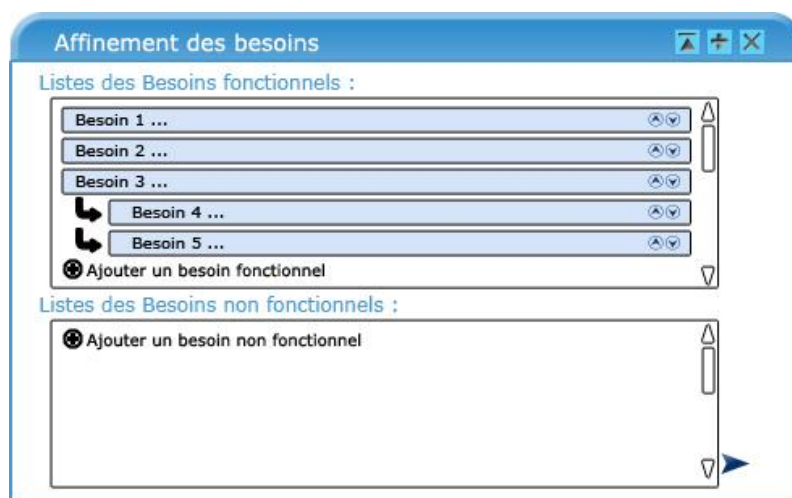 Affinement des besoins
Listes des Besoins fonctionnels :
Besoin 1 ...
Besoin 2 ...
Besoin 3 ...
Besoin 4 ...
Besoin 5 ...
Ajouter un besoin fonctionnel
Listes des Besoins non fonctionnels :
Ajouter un besoin non fonctionnel